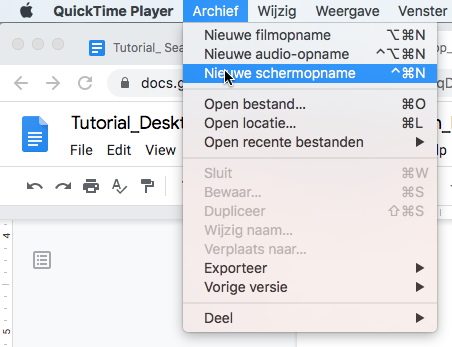 QuickTime Player Archief Wijzig Weergave Venster
Nieuwe filmopname ⌥⌘N
Nieuwe audio-opname ^⌥⌘N
Nieuwe schermopname ^⌘N
Open bestand... ⌘O
Open locatie... ⌘L
Open recente bestanden ▶
Sluit ⌘W
Bewaar... ⌘S
Dupliceer ⇧⌘S
Wijzig naam...
Verplaats naar...
Exporteer ▶
Vorige versie ▶
Deel ▶
Tutorial_ Sea
docs.g
Tutorial_Deskt
File Edit View
4
5